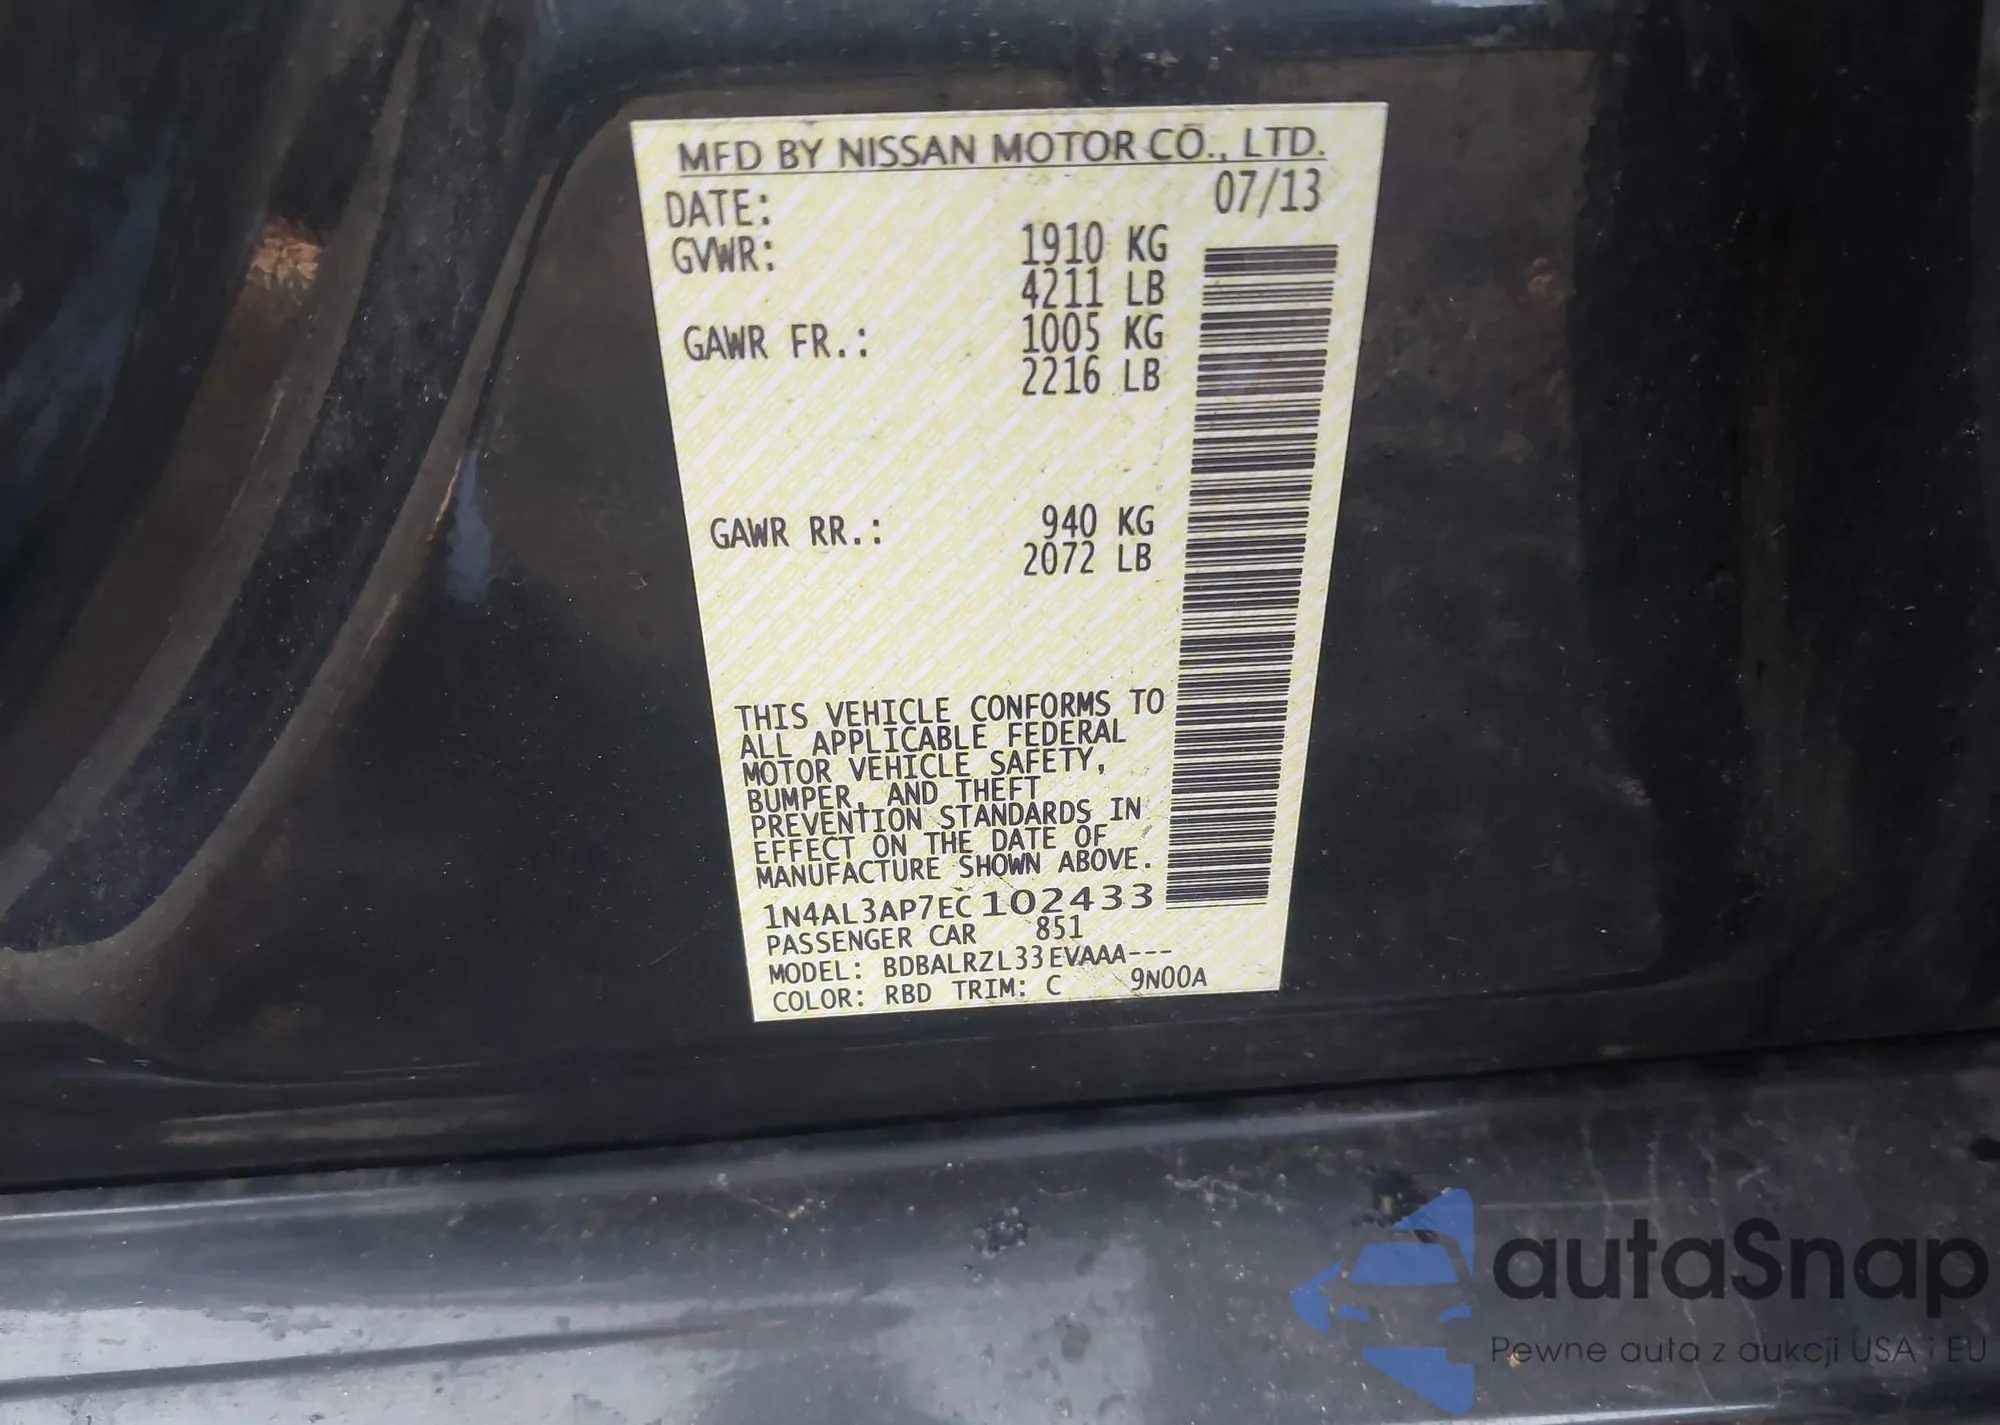 MFD BY NISSAN MOTOR CO., LTD.
DATE: 07/13
GVWR: 1910 KG
4211 LB
GAWR FR.: 1005 KG
2216 LB
GAWR RR.: 940 KG
2072 LB
THIS VEHICLE CONFORMS TO
ALL APPLICABLE FEDERAL
MOTOR VEHICLE SAFETY,
BUMPER, AND THEFT
PREVENTION STANDARDS IN
EFFECT ON THE DATE OF
MANUFACTURE SHOWN ABOVE.
1N4AL3AP7EC102433
PASSENGER CAR 851
MODEL: BDBALRZL33EVAAA---
COLOR: RBD TRIM: C 9N00A
autaSnap
Pewne auta z aukcji USA i EU